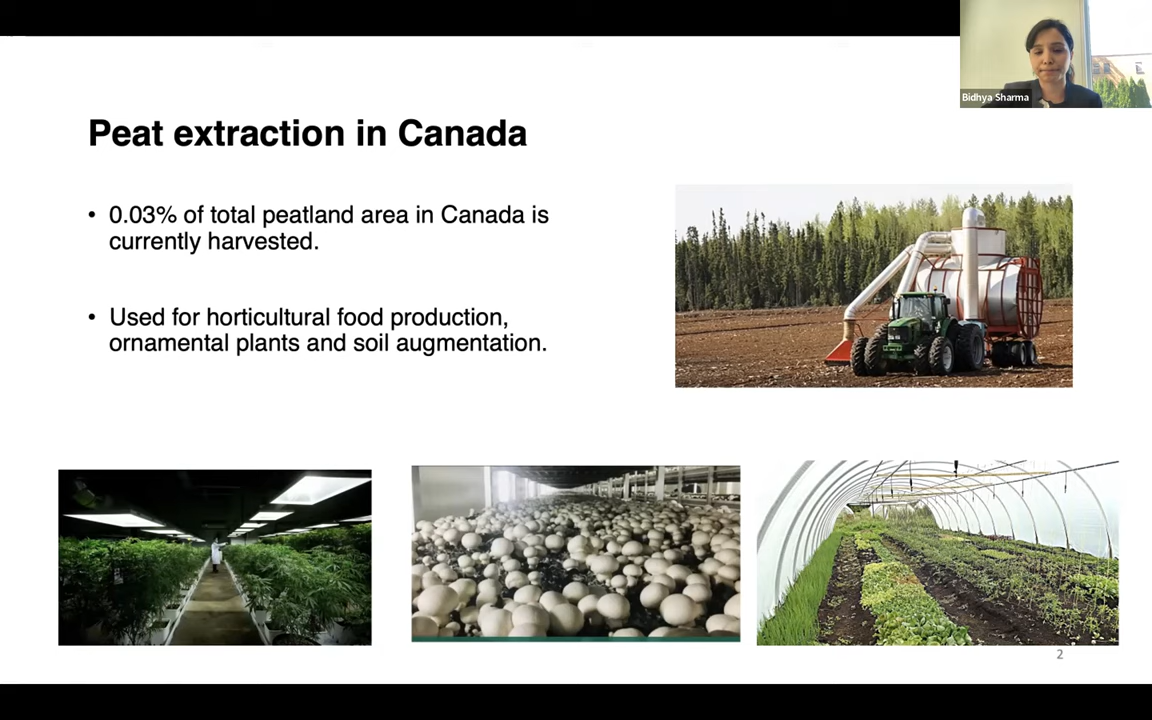 Bidhya Sharma
Peat extraction in Canada
• 0.03% of total peatland area in Canada is
currently harvested.
• Used for horticultural food production,
ornamental plants and soil augmentation.
2